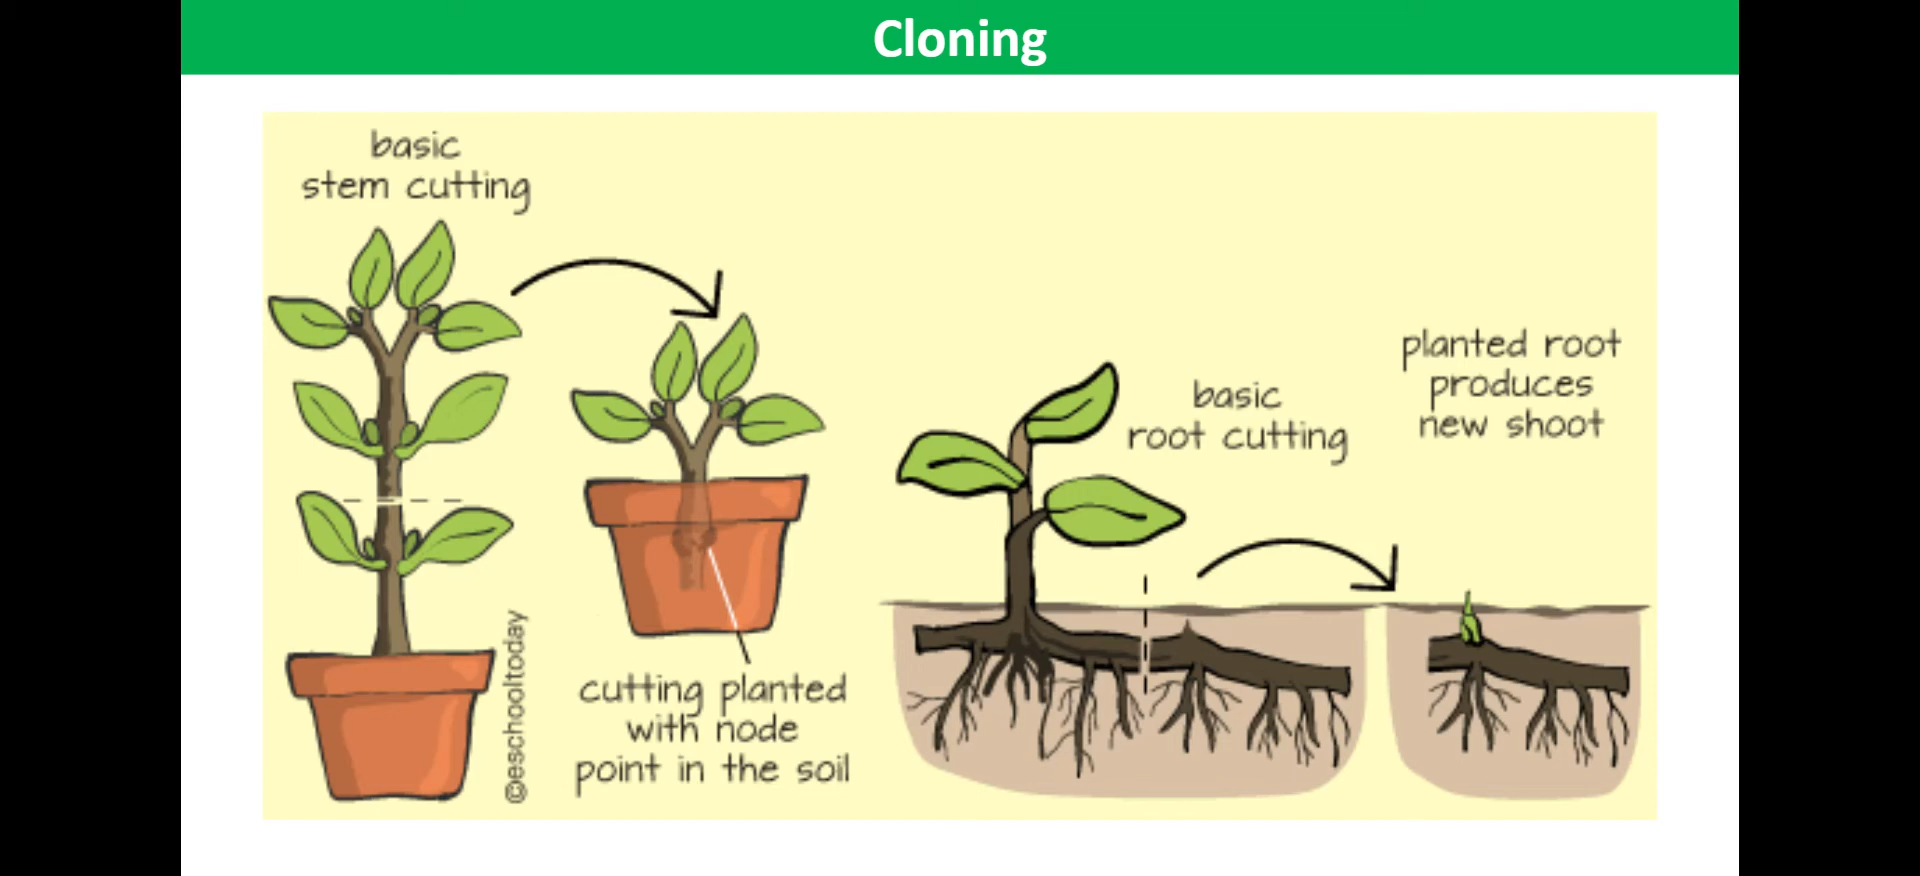 Cloning
basic
stem cutting
cutting planted
with node
point in the soil
©eschooltoday
basic
root cutting
planted root
produces
new shoot